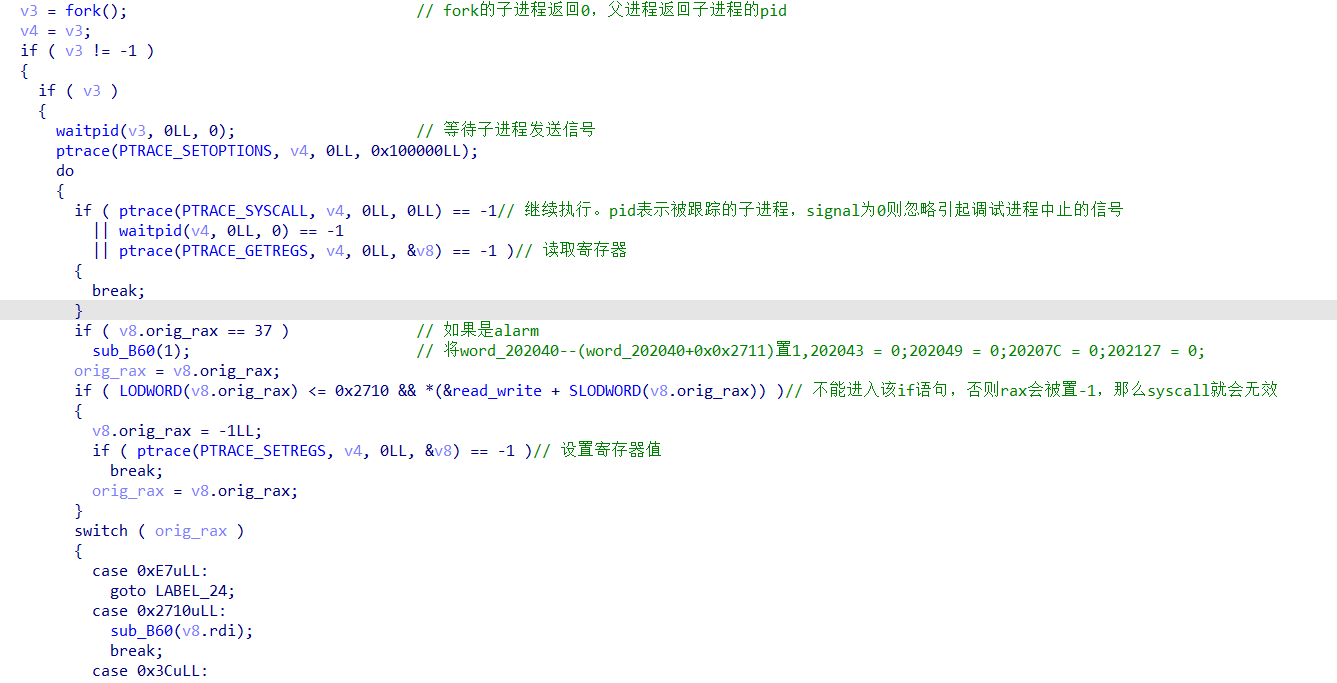 v3 = fork(); // fork的子进程返回0，父进程返回子进程的pid
v4 = v3;
if ( v3 != -1 )
{
if ( v3 )
{
waitpid(v3, 0LL, 0); // 等待子进程发送信号
ptrace(PTRACE_SETOPTIONS, v4, 0LL, 0x100000LL);
do
{
if ( ptrace(PTRACE_SYSCALL, v4, 0LL, 0LL) == -1// 继续执行。pid表示被跟踪的子进程，signal为0则忽略引起调试进程中止的信号
|| waitpid(v4, 0LL, 0) == -1
|| ptrace(PTRACE_GETREGS, v4, 0LL, &v8) == -1 )// 读取寄存器
{
break;
}
if ( v8.orig_rax == 37 ) // 如果是alarm
sub_B60(1); // 将word_202040--(word_202040+0x0x2711)置1,202043 = 0;202049 = 0;20207C = 0;202127 = 0;
orig_rax = v8.orig_rax;
if ( LODWORD(v8.orig_rax) <= 0x2710 && *(&read_write + SLODWORD(v8.orig_rax)) )// 不能进入该if语句，否则rax会被置-1，那么syscall就会无效
{
v8.orig_rax = -1LL;
if ( ptrace(PTRACE_SETREGS, v4, 0LL, &v8) == -1 )// 设置寄存器值
break;
orig_rax = v8.orig_rax;
}
switch ( orig_rax )
{
case 0xE7uLL:
goto LABEL_24;
case 0x2710uLL:
sub_B60(v8.rdi);
break;
case 0x3CuLL: